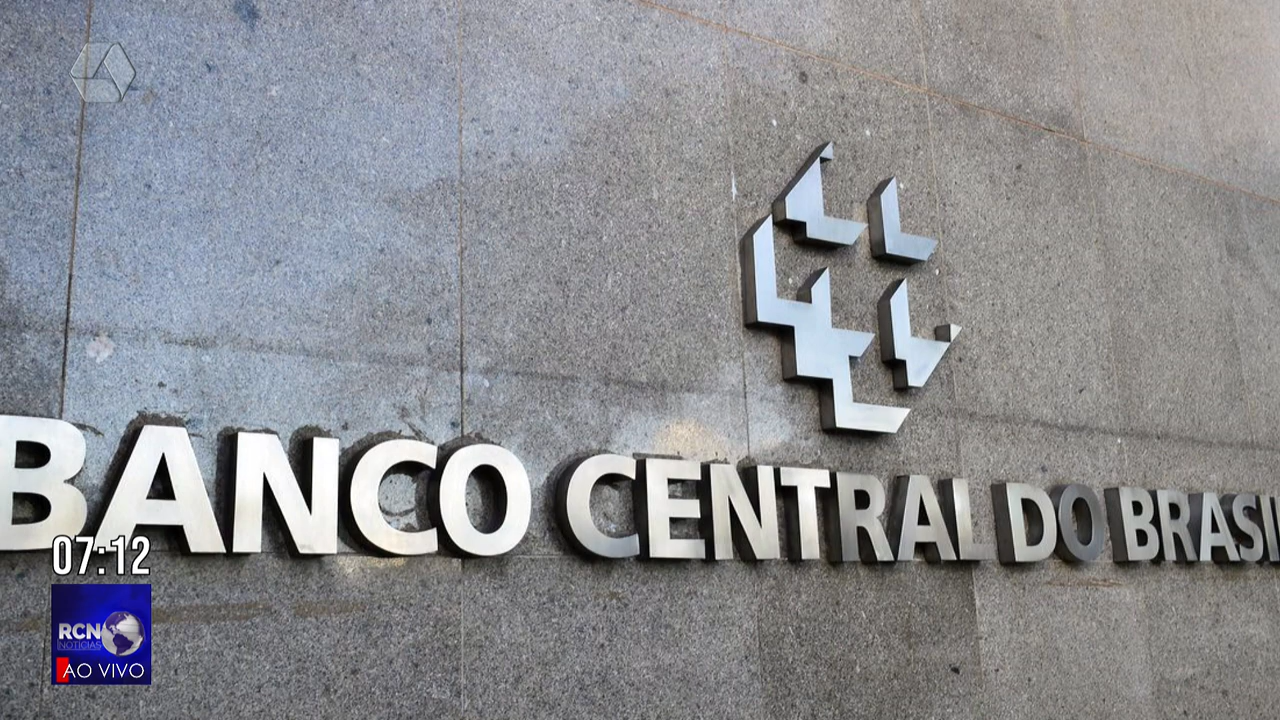 BANCO CENTRAL DO BRASI
07:12
RCN
NOTÍCIAS
AO VIVO